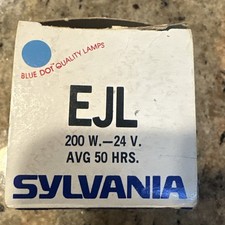 BLUE DOT QUALITY LAMPS
EJL
200 W.—24 V.
AVG 50 HRS.
SYLVANIA